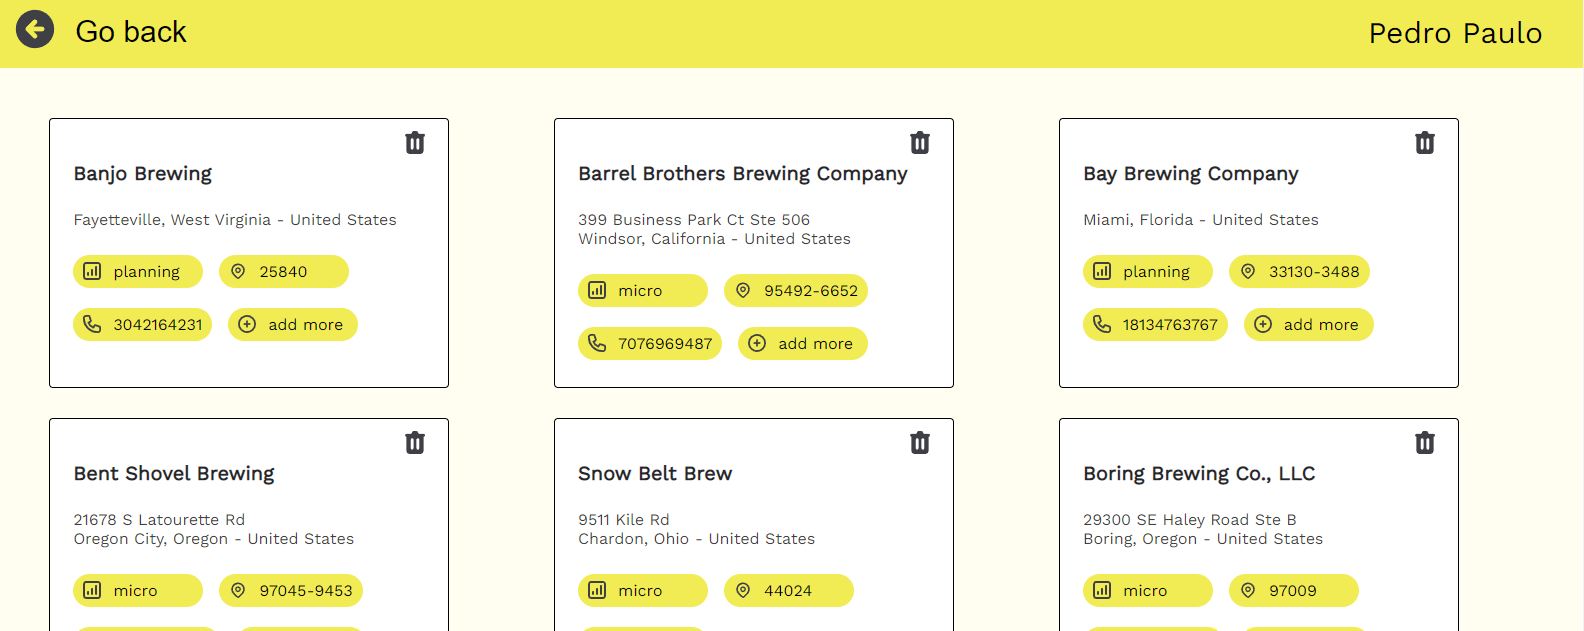 Go back
Pedro Paulo
Banjo Brewing
Fayetteville, West Virginia - United States
planning
25840
3042164231
add more
Barrel Brothers Brewing Company
399 Business Park Ct Ste 506
Windsor, California - United States
micro
95492-6652
7076969487
add more
Bay Brewing Company
Miami, Florida - United States
planning
33130-3488
18134763767
add more
Bent Shovel Brewing
21678 S Latourette Rd
Oregon City, Oregon - United States
micro
97045-9453
Snow Belt Brew
9511 Kile Rd
Chardon, Ohio - United States
micro
44024
Boring Brewing Co., LLC
29300 SE Haley Road Ste B
Boring, Oregon - United States
micro
97009